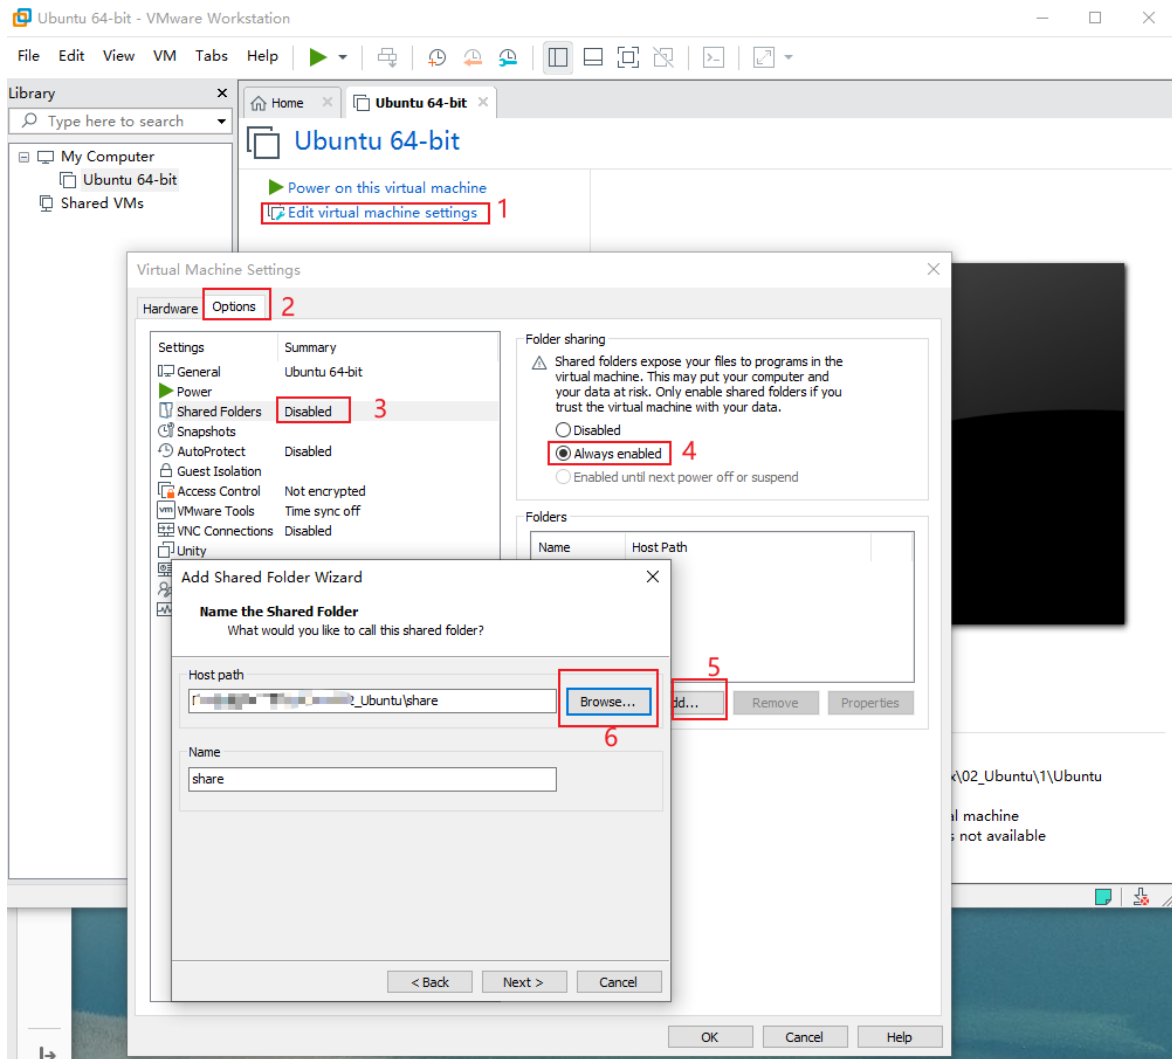 Ubuntu 64-bit - VMware Workstation
File Edit View VM Tabs Help
Library
Home
Ubuntu 64-bit
Type here to search
Ubuntu 64-bit
My Computer
Ubuntu 64-bit
Shared VMs
Power on this virtual machine
Edit virtual machine settings 1
Virtual Machine Settings
Hardware Options 2
Settings Summary
General Ubuntu 64-bit
Power
Shared Folders Disabled 3
Snapshots
AutoProtect Disabled
Guest Isolation
Access Control Not encrypted
vm VMware Tools Time sync off
VNC Connections Disabled
Unity
Folder sharing
Shared folders expose your files to programs in the
virtual machine. This may put your computer and
your data at risk. Only enable shared folders if you
trust the virtual machine with your data.
Disabled
Always enabled 4
Enabled until next power off or suspend
Folders
Name Host Path
5
dd... Remove Properties
Add Shared Folder Wizard
Name the Shared Folder
What would you like to call this shared folder?
Host path
2_Ubuntu\share
Browse...
6
Name
share
< Back Next > Cancel
\02_Ubuntu\1\Ubuntu
al machine
s not available
OK Cancel Help